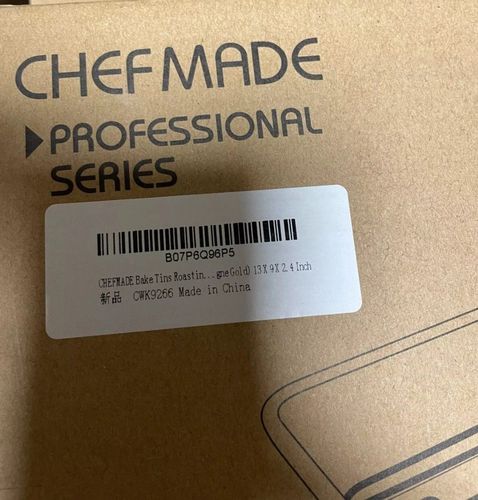 CHEFMADE
PROFESSIONAL
SERIES
B07P6Q96P5
CHEFMADE Bake Tins Roastin...gne Gold) 13 X 9 X 2.4 Inch
新品 CWK9266 Made in China